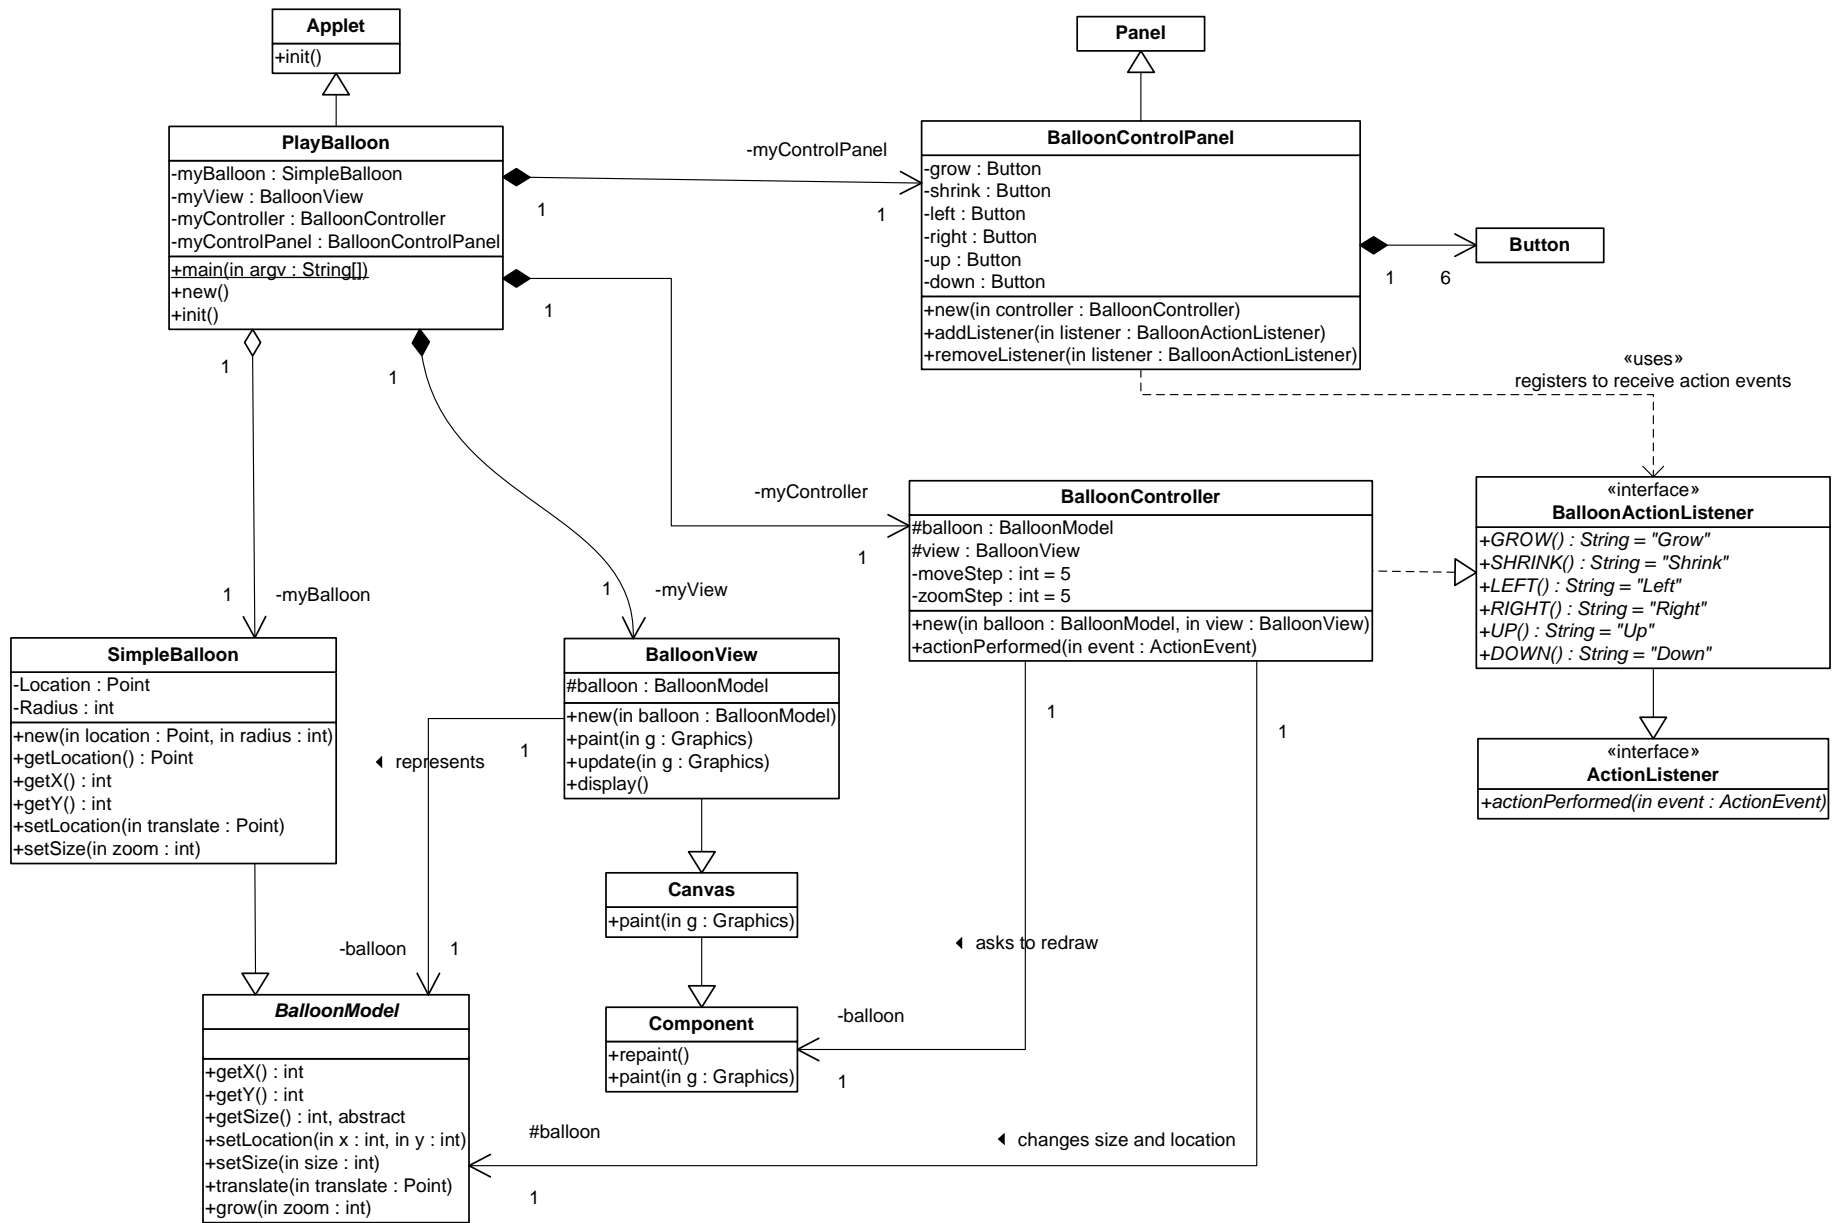 Applet
+init()
Panel
PlayBalloon
-myBalloon : SimpleBalloon
-myView : BalloonView
-myController : BalloonController
-myControlPanel : BalloonControlPanel
+main(in argv : String[])
+new()
+init()
-myControlPanel
1
1
BalloonControlPanel
-grow : Button
-shrink : Button
-left : Button
-right : Button
-up : Button
-down : Button
+new(in controller : BalloonController)
+addListener(in listener : BalloonActionListener)
+removeListener(in listener : BalloonActionListener)
1
6
Button
«uses»
registers to receive action events
1
1
1
-myController
1
BalloonController
#balloon : BalloonModel
#view : BalloonView
-moveStep : int = 5
-zoomStep : int = 5
+new(in balloon : BalloonModel, in view : BalloonView)
+actionPerformed(in event : ActionEvent)
«interface»
BalloonActionListener
+GROW() : String = "Grow"
+SHRINK() : String = "Shrink"
+LEFT() : String = "Left"
+RIGHT() : String = "Right"
+UP() : String = "Up"
+DOWN() : String = "Down"
1
-myBalloon
1
-myView
SimpleBalloon
-Location : Point
-Radius : int
+new(in location : Point, in radius : int)
+getLocation() : Point
+getX() : int
+getY() : int
+setLocation(in translate : Point)
+setSize(in zoom : int)
BalloonView
#balloon : BalloonModel
+new(in balloon : BalloonModel)
+paint(in g : Graphics)
+update(in g : Graphics)
+display()
1
represents
1
1
«interface»
ActionListener
+actionPerformed(in event : ActionEvent)
Canvas
+paint(in g : Graphics)
-balloon
1
asks to redraw
BalloonModel
+getX() : int
+getY() : int
+getSize() : int, abstract
+setLocation(in x : int, in y : int)
+setSize(in size : int)
+translate(in translate : Point)
+grow(in zoom : int)
Component
+repaint()
+paint(in g : Graphics)
-balloon
1
#balloon
changes size and location
1